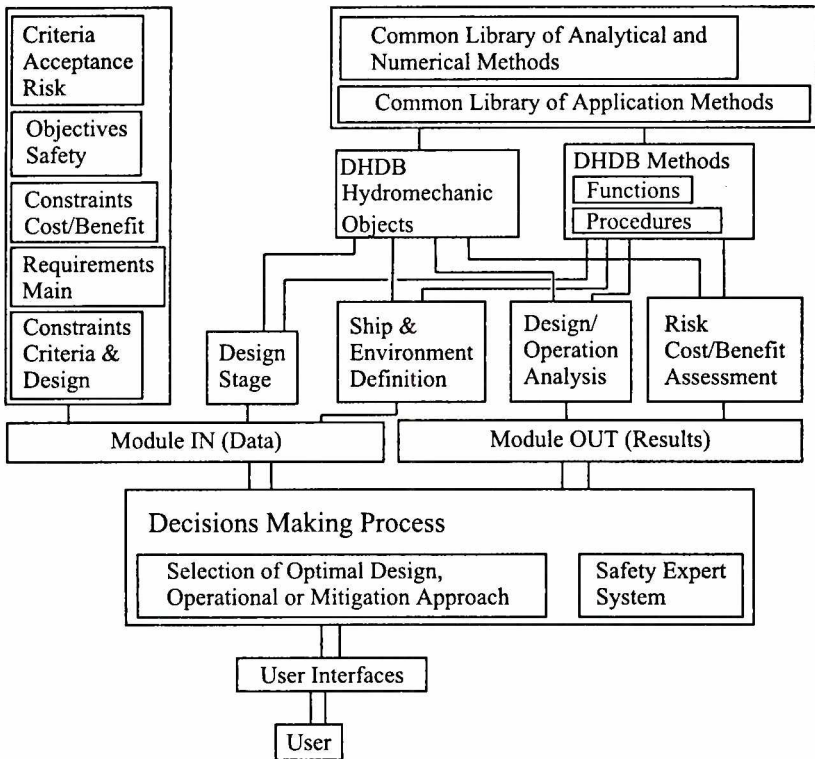 Criteria
Acceptance
Risk
Objectives
Safety
Constraints
Cost/Benefit
Requirements
Main
Constraints
Criteria &
Design
Common Library of Analytical and
Numerical Methods
Common Library of Application Methods
DHDB
Hydromechanic
Objects
DHDB Methods
Functions
Procedures
Design
Stage
Ship &
Environment
Definition
Design/
Operation
Analysis
Risk
Cost/Benefit
Assessment
Module IN (Data)
Module OUT (Results)
Decisions Making Process
Selection of Optimal Design,
Operational or Mitigation Approach
Safety Expert
System
User Interfaces
User